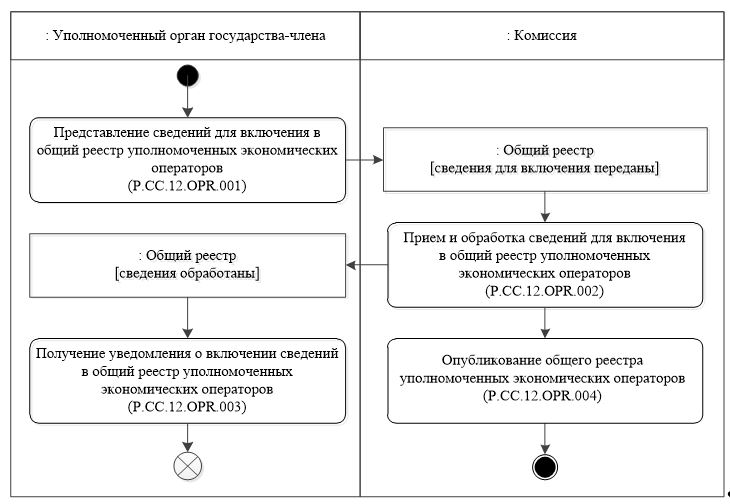 : Уполномоченный орган государства-члена
: Комиссия
Представление сведений для включения в
общий реестр уполномоченных экономических
операторов
(P.CC.12.OPR.001)
: Общий реестр
[сведения для включения переданы]
Прием и обработка сведений для включения
в общий реестр уполномоченных
экономических операторов
(P.CC.12.OPR.002)
: Общий реестр
[сведения обработаны]
Получение уведомления о включении сведений
в общий реестр уполномоченных
экономических операторов
(P.CC.12.OPR.003)
Опубликование общего реестра
уполномоченных экономических операторов
(P.CC.12.OPR.004)